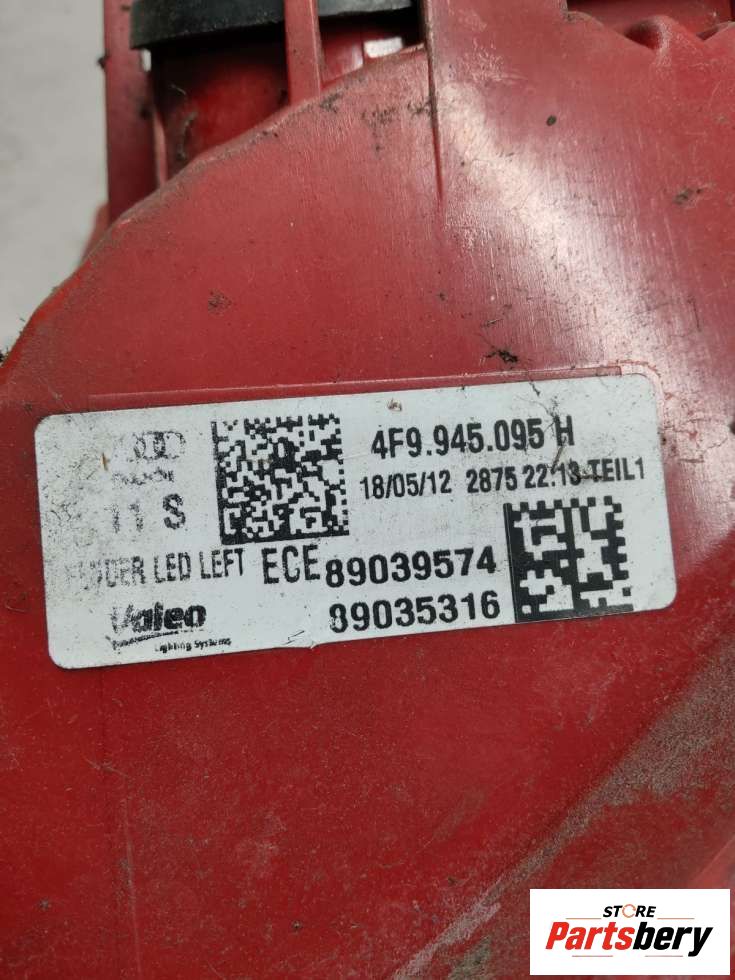 4F9.945.095 H
18/05/12 2875 22:13 TEIL1
11 S
LED LEFT ECE 89039574
Valeo 89035316
Lighting Systems
STORE
Partsbery